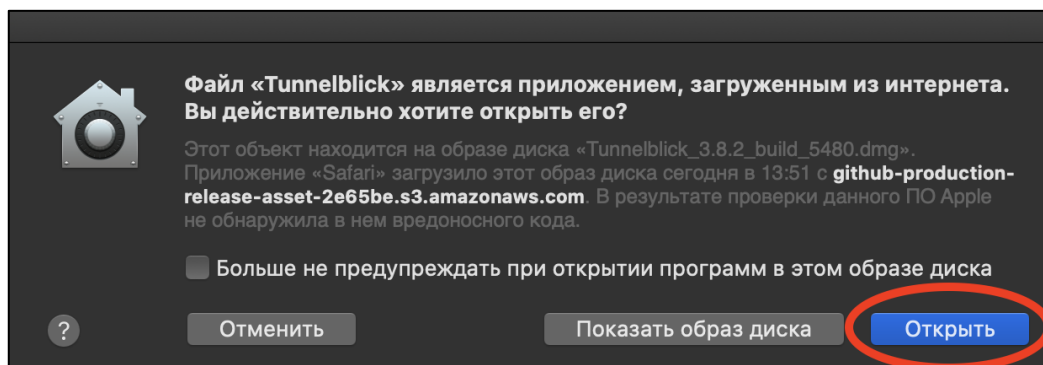 Файл «Tunnelblick» является приложением, загруженным из интернета.
Вы действительно хотите открыть его?
Этот объект находится на образе диска «Tunnelblick_3.8.2_build_5480.dmg».
Приложение «Safari» загрузило этот образ диска сегодня в 13:51 с github-production-
release-asset-2e65be.s3.amazonaws.com. В результате проверки данного ПО Apple
не обнаружила в нем вредоносного кода.
Больше не предупреждать при открытии программ в этом образе диска
? Отменить Показать образ диска Открыть